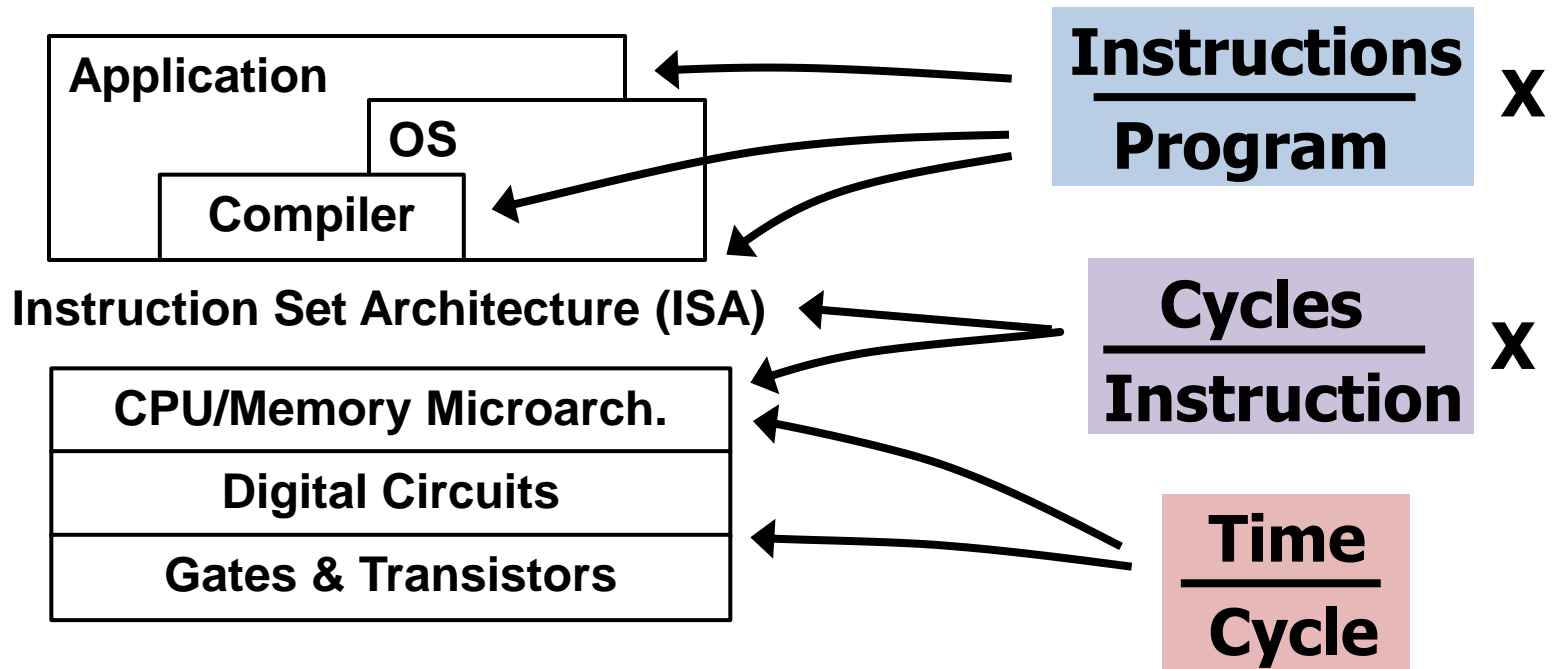 Application
OS
Compiler
Instruction Set Architecture (ISA)
CPU/Memory Microarch.
Digital Circuits
Gates & Transistors
Instructions
Program
X
Cycles
Instruction
X
Time
Cycle